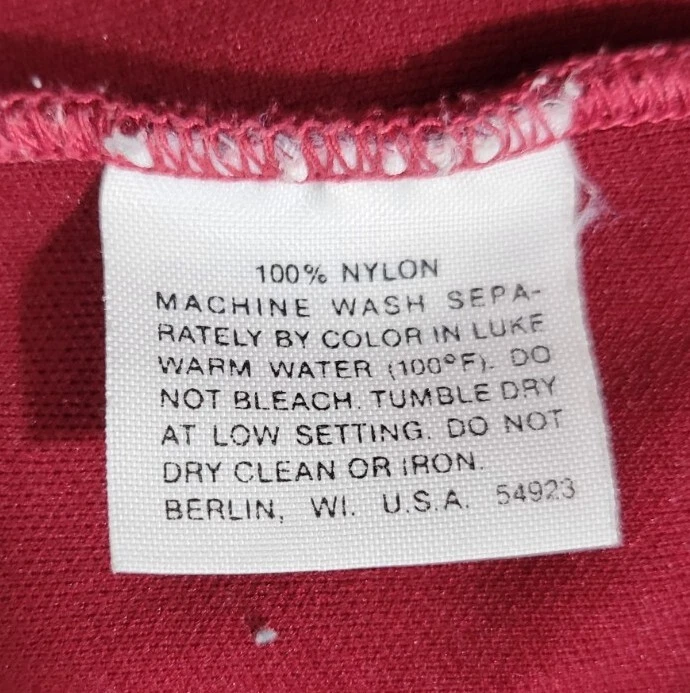 100% NYLON
MACHINE WASH SEPA-
RATELY BY COLOR IN LUKE
WARM WATER (100°F). DO
NOT BLEACH. TUMBLE DRY
AT LOW SETTING. DO NOT
DRY CLEAN OR IRON.
BERLIN, WI. U.S.A. 54923